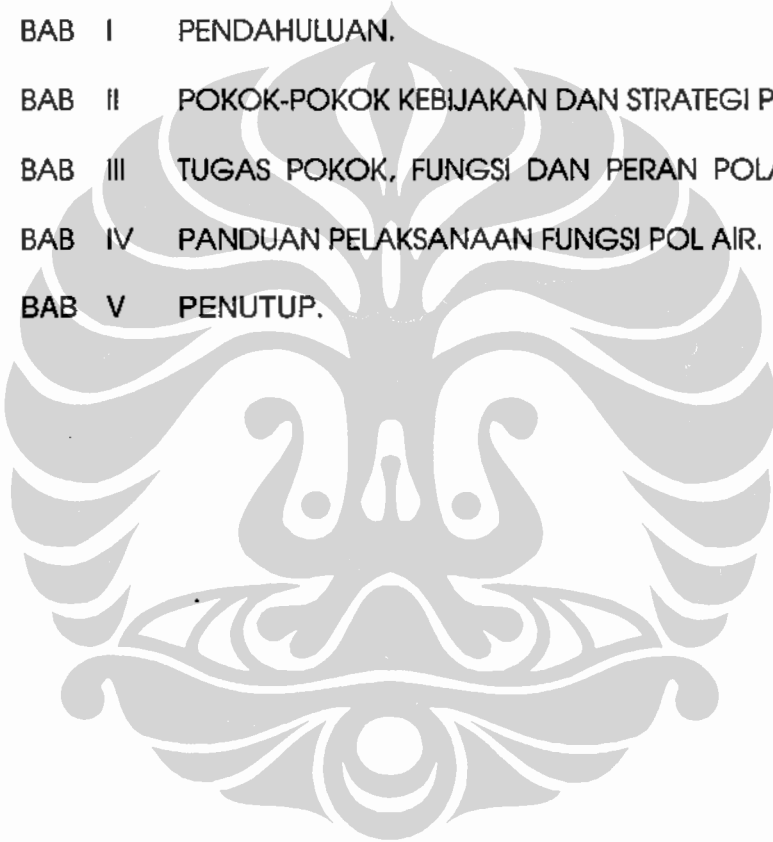 BAB I PENDAHULUAN.
BAB II POKOK-POKOK KEBIJAKAN DAN STRATEGI
BAB III TUGAS POKOK, FUNGSI DAN PERAN
BAB IV PANDUAN PELAKSANAAN FUNGSI POL AIR.
BAB V PENUTUP.